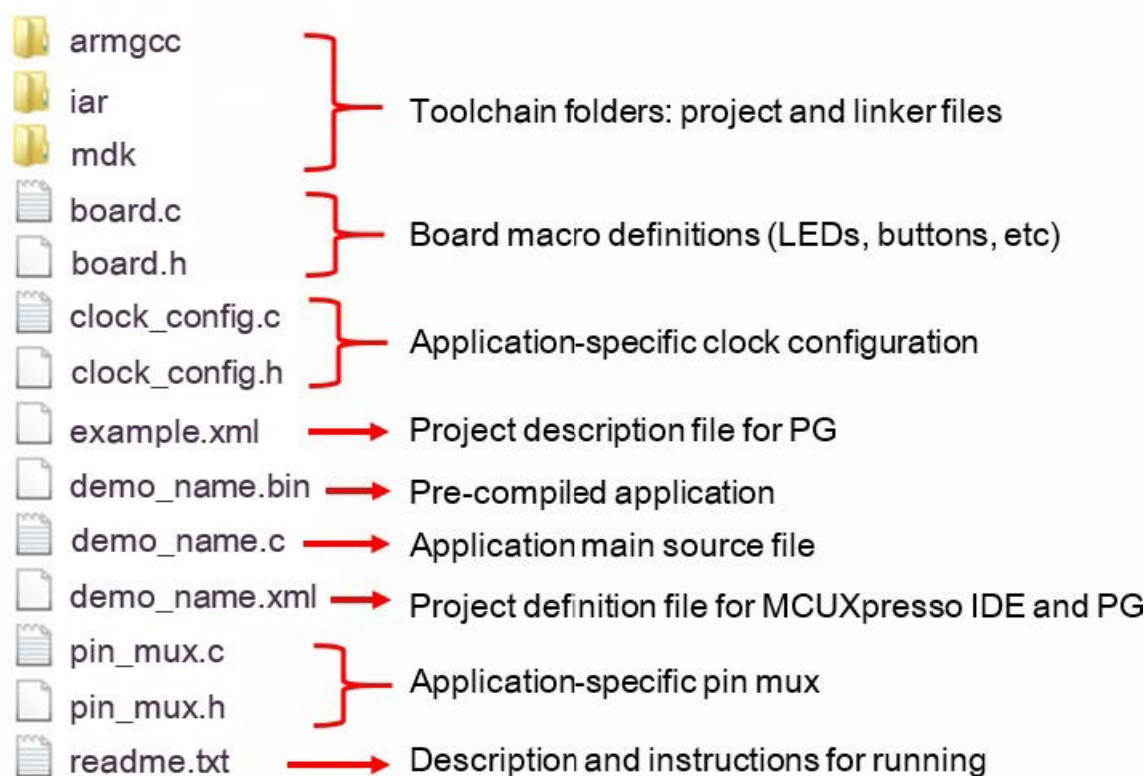 armgcc
iar
mdk
Toolchain folders: project and linker files
board.c
board.h
Board macro definitions (LEDs, buttons, etc)
clock_config.c
clock_config.h
Application-specific clock configuration
example.xml
Project description file for PG
demo_name.bin
Pre-compiled application
demo_name.c
Application main source file
demo_name.xml
Project definition file for MCUXpresso IDE and PG
pin_mux.c
pin_mux.h
Application-specific pin mux
readme.txt
Description and instructions for running